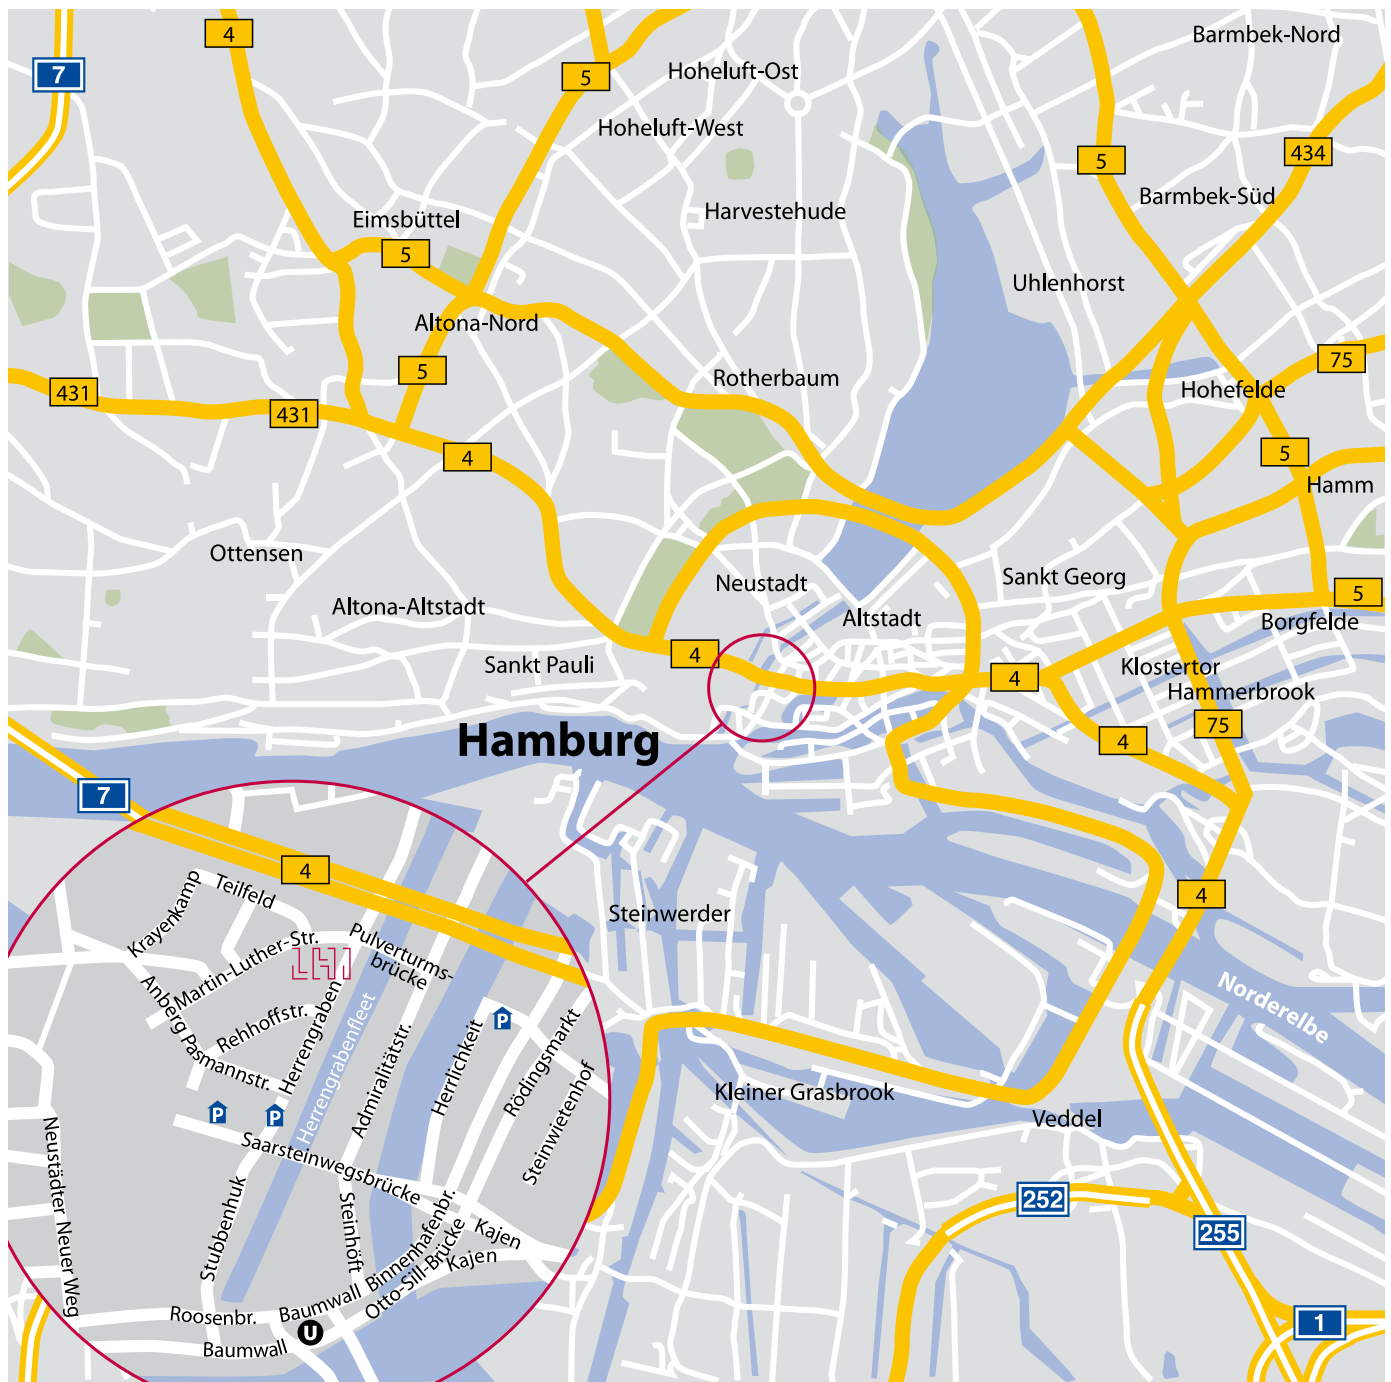 4
7
5
Hoheluft-Ost
Barmbek-Nord
Hoheluft-West
5
434
Barmbek-Süd
Harvestehude
Eimsbüttel
5
Uhlenhorst
Altona-Nord
75
5
Rotherbaum
431
431
Hohefelde
4
5
Hamm
Ottensen
Neustadt
Sankt Georg
Altona-Altstadt
Altstadt
5
Borgfelde
Sankt Pauli
4
4
Klostertor
Hammerbrook
75
4
Hamburg
7
4
4
Steinwerder
Norderelbe
Kleiner Grasbrook
Veddel
252
255
1
Krayenkamp
Teilfeld
Martin-Luther-Str.
Pulverturms-
brücke
LHI
Anberg
Pasmannstr.
Rehhoffstr.
Herrengraben
Herrengrabenfleet
Admiralitätstr.
Herrlichkeit
P
Rödingsmarkt
Steinwietenhof
P
P
Saarsteinwegsbrücke
Neustädter Neuer Weg
Stubbenhuk
Steinhöft
Binnenhafenbr.
Otto-Sill-Brücke
Kajen
Kajen
Roosenbr.
Baumwall
U
Baumwall